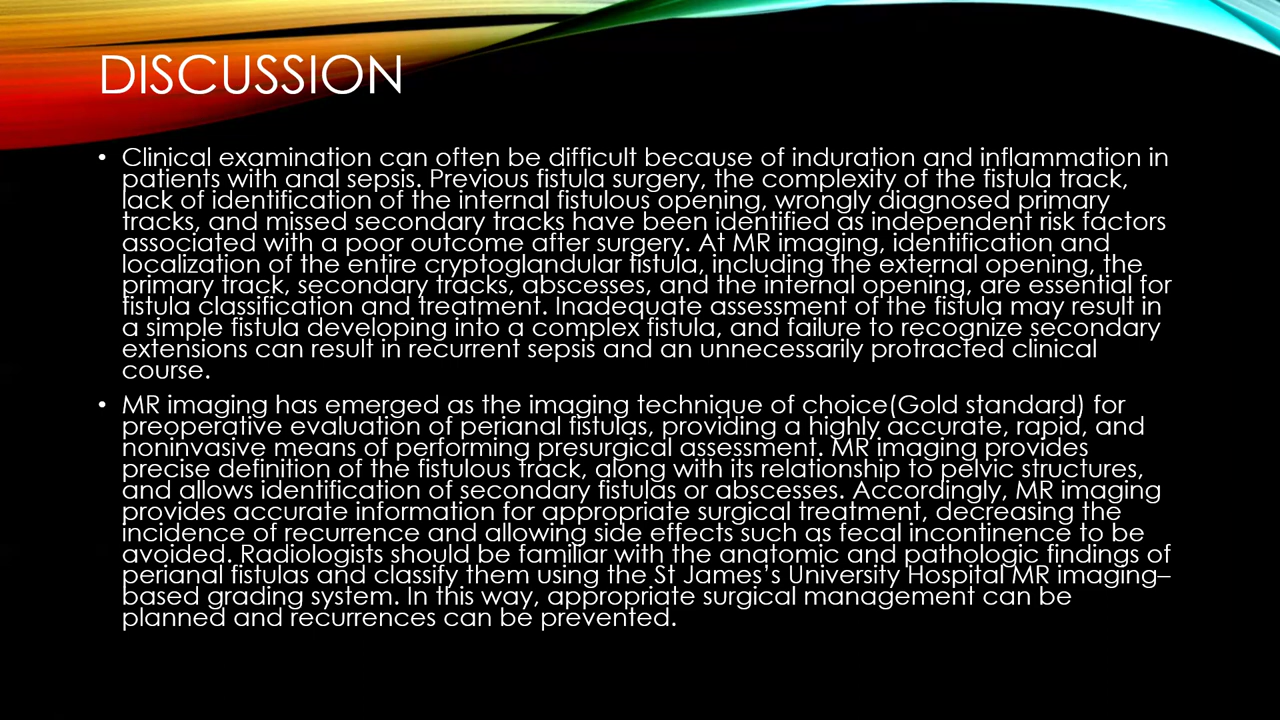 DISCUSSION
• Clinical examination can often be difficult because of induration and inflammation in
patients with anal sepsis. Previous fistula surgery, the complexity of the fistula track,
lack of identification of the internal fistulous opening, wrongly diagnosed primary
tracks, and missed secondary tracks have been identified as independent risk factors
associated with a poor outcome after surgery. At MR imaging, identification and
localization of the entire cryptoglandular fistula, including the external opening, the
primary track, secondary tracks, abscesses, and the internal opening, are essential for
fistula classification and treatment. Inadequate assessment of the fistula may result in
a simple fistula developing into a complex fistula, and failure to recognize secondary
extensions can result in recurrent sepsis and an unnecessarily protracted clinical
course.
• MR imaging has emerged as the imaging technique of choice(Gold standard) for
preoperative evaluation of perianal fistulas, providing a highly accurate, rapid, and
noninvasive means of performing presurgical assessment. MR imaging provides
precise definition of the fistulous track, along with its relationship to pelvic structures,
and allows identification of secondary fistulas or abscesses. Accordingly, MR imaging
provides accurate information for appropriate surgical treatment, decreasing the
incidence of recurrence and allowing side effects such as fecal incontinence to be
avoided. Radiologists should be familiar with the anatomic and pathologic findings of
perianal fistulas and classify them using the St James’s University Hospital MR imaging–
based grading system. In this way, appropriate surgical management can be
planned and recurrences can be prevented.